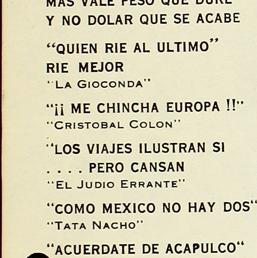 MAS VALE PESO QUE DURE
Y NO DOLAR QUE SE ACABE
"QUIEN RIE AL ULTIMO"
RIE MEJOR
"La Gioconda"
"¡¡ ME CHINCHA EUROPA !!"
"Cristobal Colon"
"LOS VIAJES ILUSTRAN SI
. . . . PERO CANSAN
"El Judio Errante"
"COMO MEXICO NO HAY DOS"
"Tata Nacho"
"ACUERDATE DE ACAPULCO"